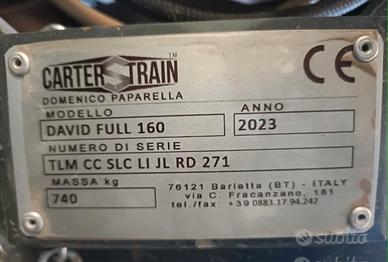 CARTER STRAIN™
DOMENICO PAPARELLA
CE
MODELLO
ANNO
DAVID FULL 160
2023
NUMERO DI SERIE
TLM CC SLC LI JL RD 271
MASSA kg
740
76121 Barletta (BT) - ITALY
via C. Fracanzano, 181
tel./fax: +39 0883.17.94.242
subito
subito